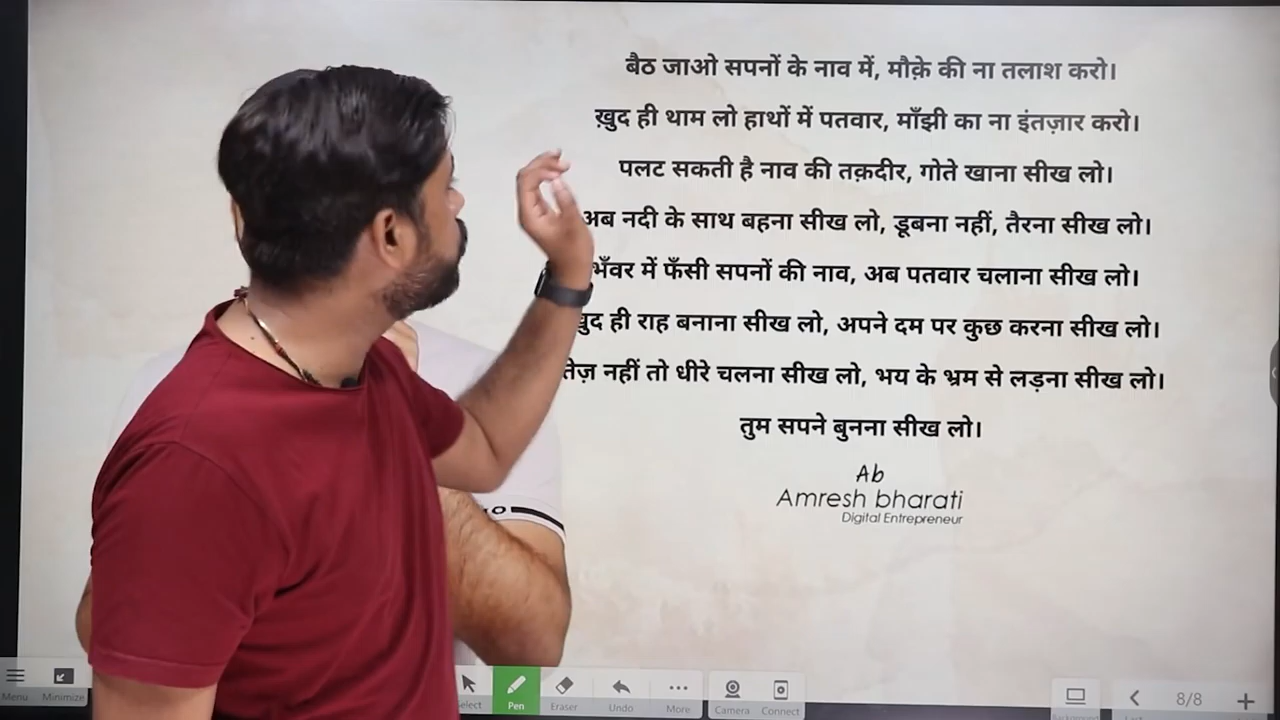 बैठ जाओ सपनों के नाव में, मौक़े की ना तलाश करो।
ख़ुद ही थाम लो हाथों में पतवार, माँझी का ना इंतज़ार करो।
पलट सकती है नाव की तक़दीर, गोते खाना सीख लो।
अब नदी के साथ बहना सीख लो, डूबना नहीं, तैरना सीख लो।
भँवर में फँसी सपनों की नाव, अब पतवार चलाना सीख लो।
ही राह बनाना सीख लो, अपने दम पर कुछ करना सीख लो।
तेज़ नहीं तो धीरे चलना सीख लो, भय के भ्रम से लड़ना सीख लो।
तुम सपने बुनना सीख लो।
Ab
Amresh bharati
Digital Entrepreneur
Menu Minimize Pen Eraser Undo More Camera Connect 8/8